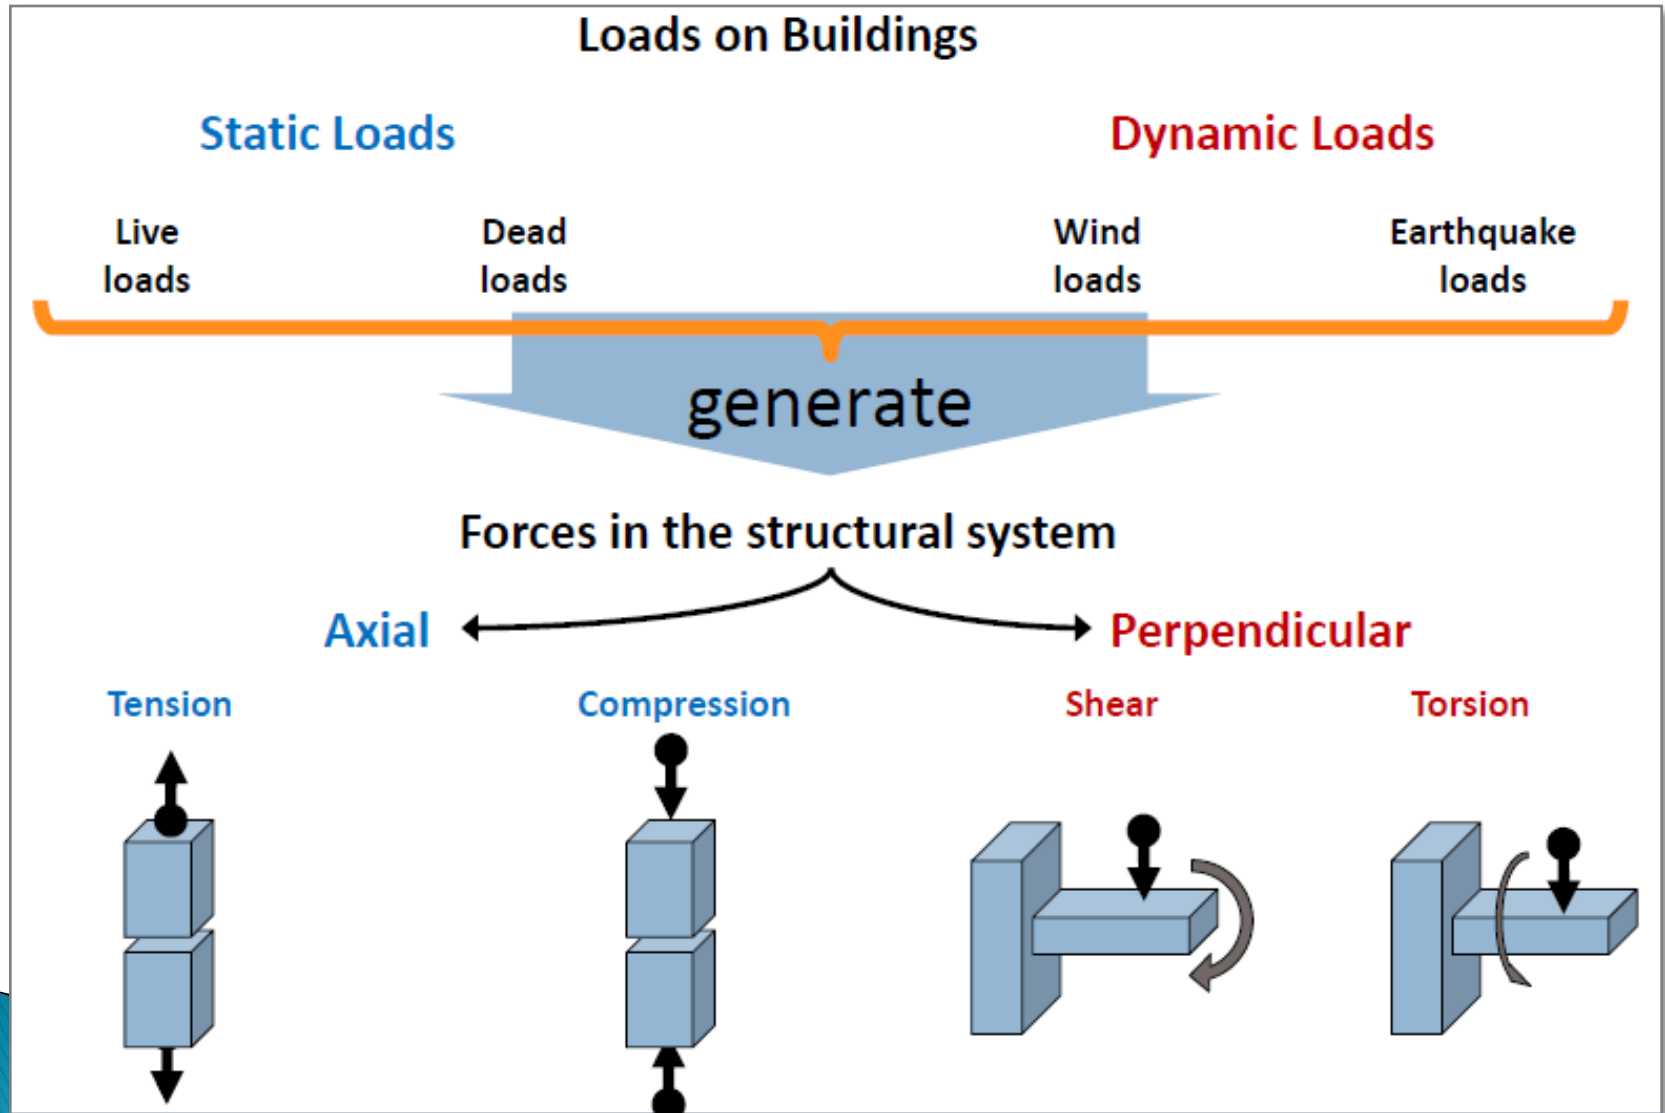 Loads on Buildings
Static Loads
Dynamic Loads
Live
loads
Dead
loads
Wind
loads
Earthquake
loads
generate
Forces in the structural system
Axial
Perpendicular
Tension
Compression
Shear
Torsion